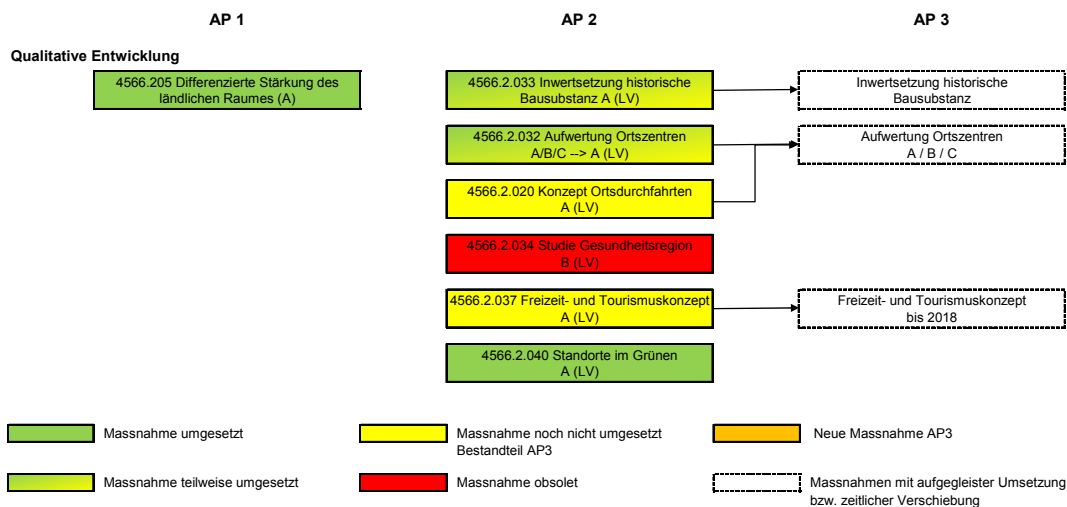 AP 1
AP 2
AP 3
Qualitative Entwicklung
4566.205 Differenzierte Stärkung des
ländlichen Raumes (A)
4566.2.033 Inwertsetzung historische
Bausubstanz A (LV)
Inwertsetzung historische
Bausubstanz
4566.2.032 Aufwertung Ortszentren
A/B/C --> A (LV)
Aufwertung Ortszentren
A / B / C
4566.2.020 Konzept Ortsdurchfahrten
A (LV)
4566.2.034 Studie Gesundheitsregion
B (LV)
4566.2.037 Freizeit- und Tourismuskonzept
A (LV)
Freizeit- und Tourismuskonzept
bis 2018
4566.2.040 Standorte im Grünen
A (LV)
Massnahme umgesetzt
Massnahme noch nicht umgesetzt
Bestandteil AP3
Neue Massnahme AP3
Massnahme teilweise umgesetzt
Massnahme obsolet
Massnahmen mit aufgegleister Umsetzung
bzw. zeitlicher Verschiebung